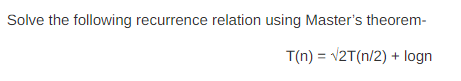 Solve the following recurrence relation using Master’s theorem-
T(n) = √2T(n/2) + logn